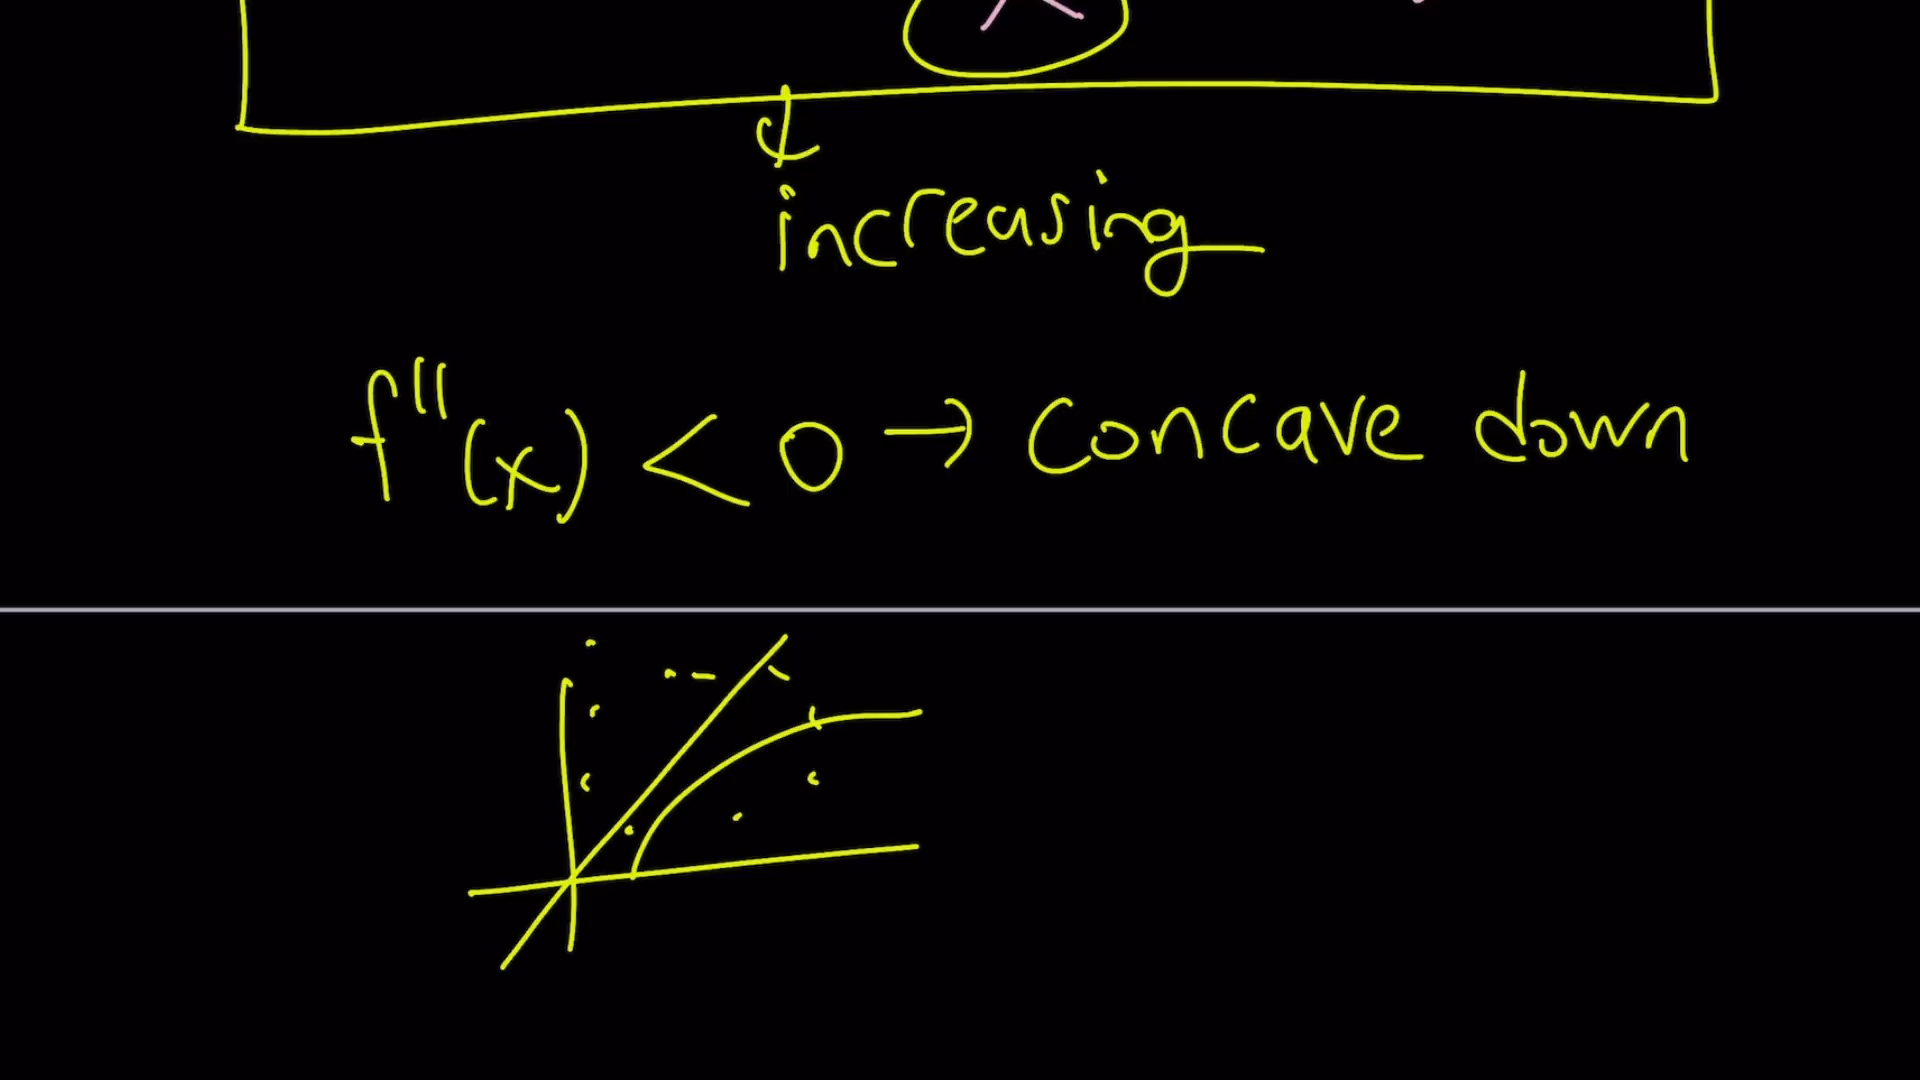 increasing
f''(x) < 0 → concave down